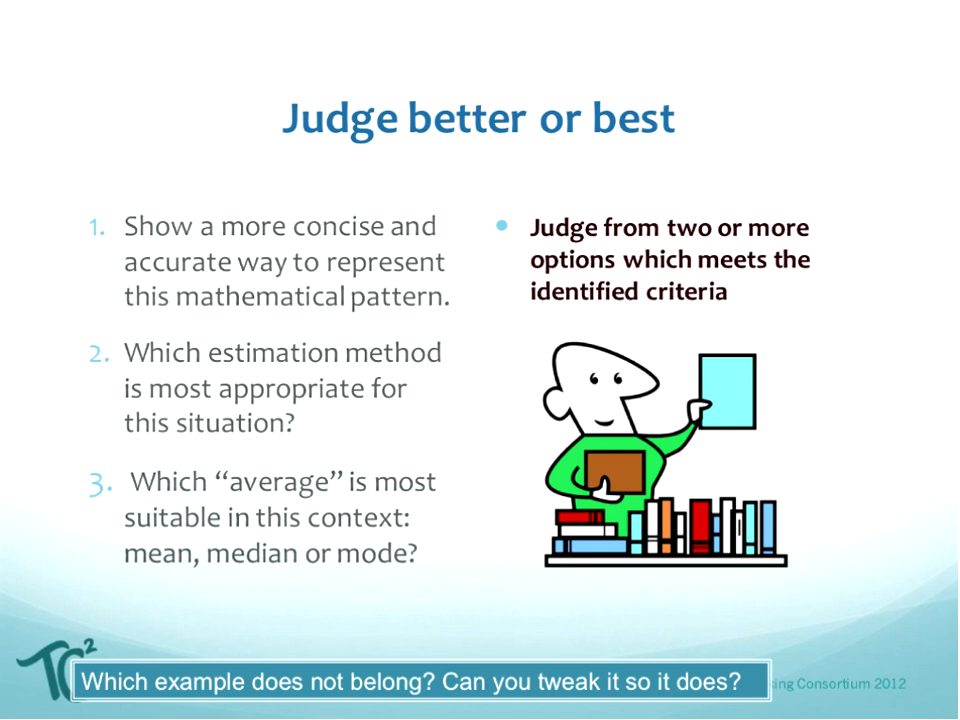 Judge better or best
1. Show a more concise and
accurate way to represent
this mathematical pattern.
2. Which estimation method
is most appropriate for
this situation?
3. Which “average” is most
suitable in this context:
mean, median or mode?
• Judge from two or more
options which meets the
identified criteria
TC2
Which example does not belong? Can you tweak it so it does?
Consortium 2012